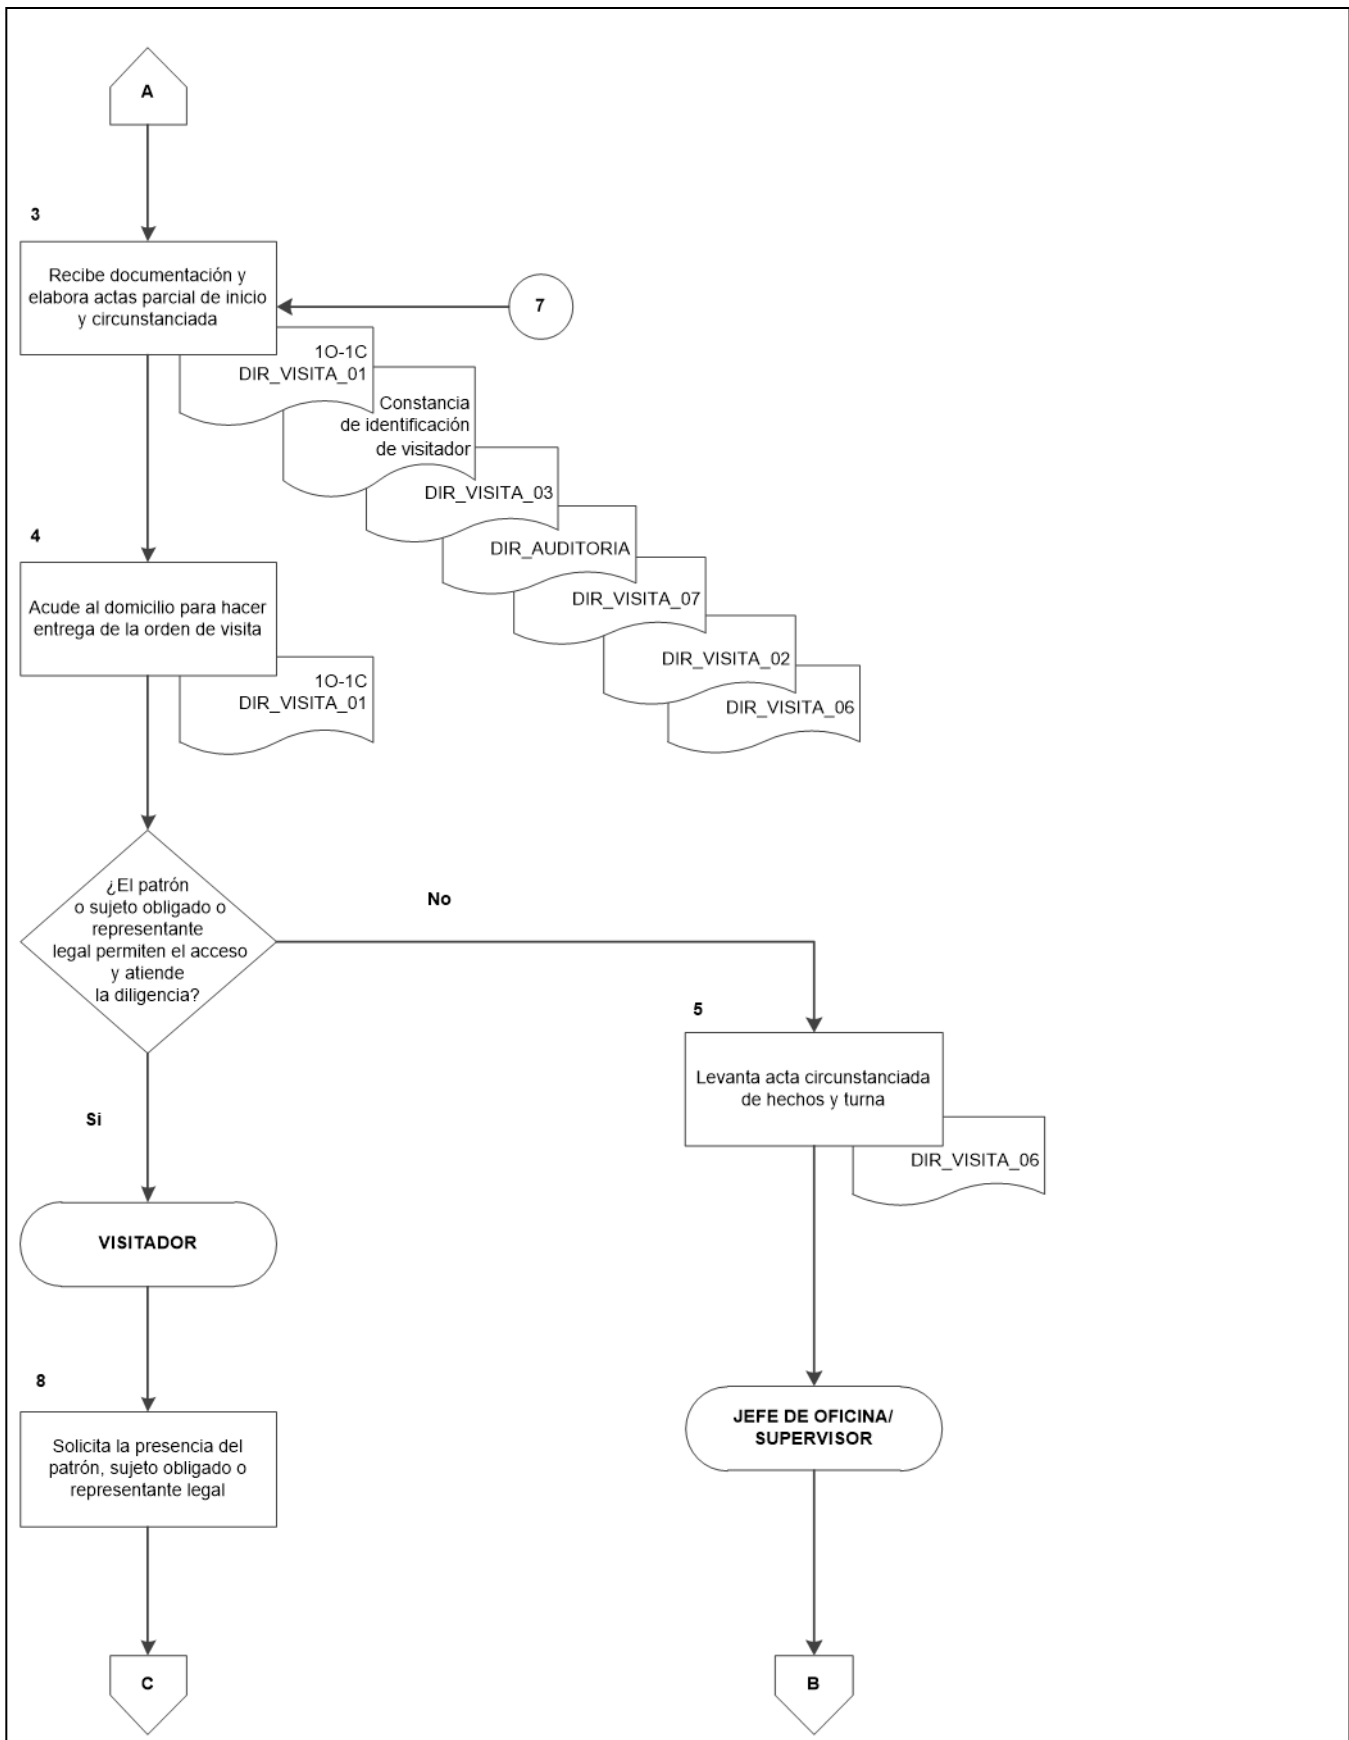 A
3
Recibe documentación y
elabora actas parcial de inicio
y circunstanciada
7
1O-1C
DIR_VISITA_01
Constancia
de identificación
de visitador
DIR_VISITA_03
DIR_AUDITORIA
DIR_VISITA_07
DIR_VISITA_02
DIR_VISITA_06
4
Acude al domicilio para hacer
entrega de la orden de visita
1O-1C
DIR_VISITA_01
¿El patrón
o sujeto obligado o
representante
legal permiten el acceso
y atiende
la diligencia?
No
5
Levanta acta circunstanciada
de hechos y turna
DIR_VISITA_06
Si
VISITADOR
8
Solicita la presencia del
patrón, sujeto obligado o
representante legal
JEFE DE OFICINA/
SUPERVISOR
C
B